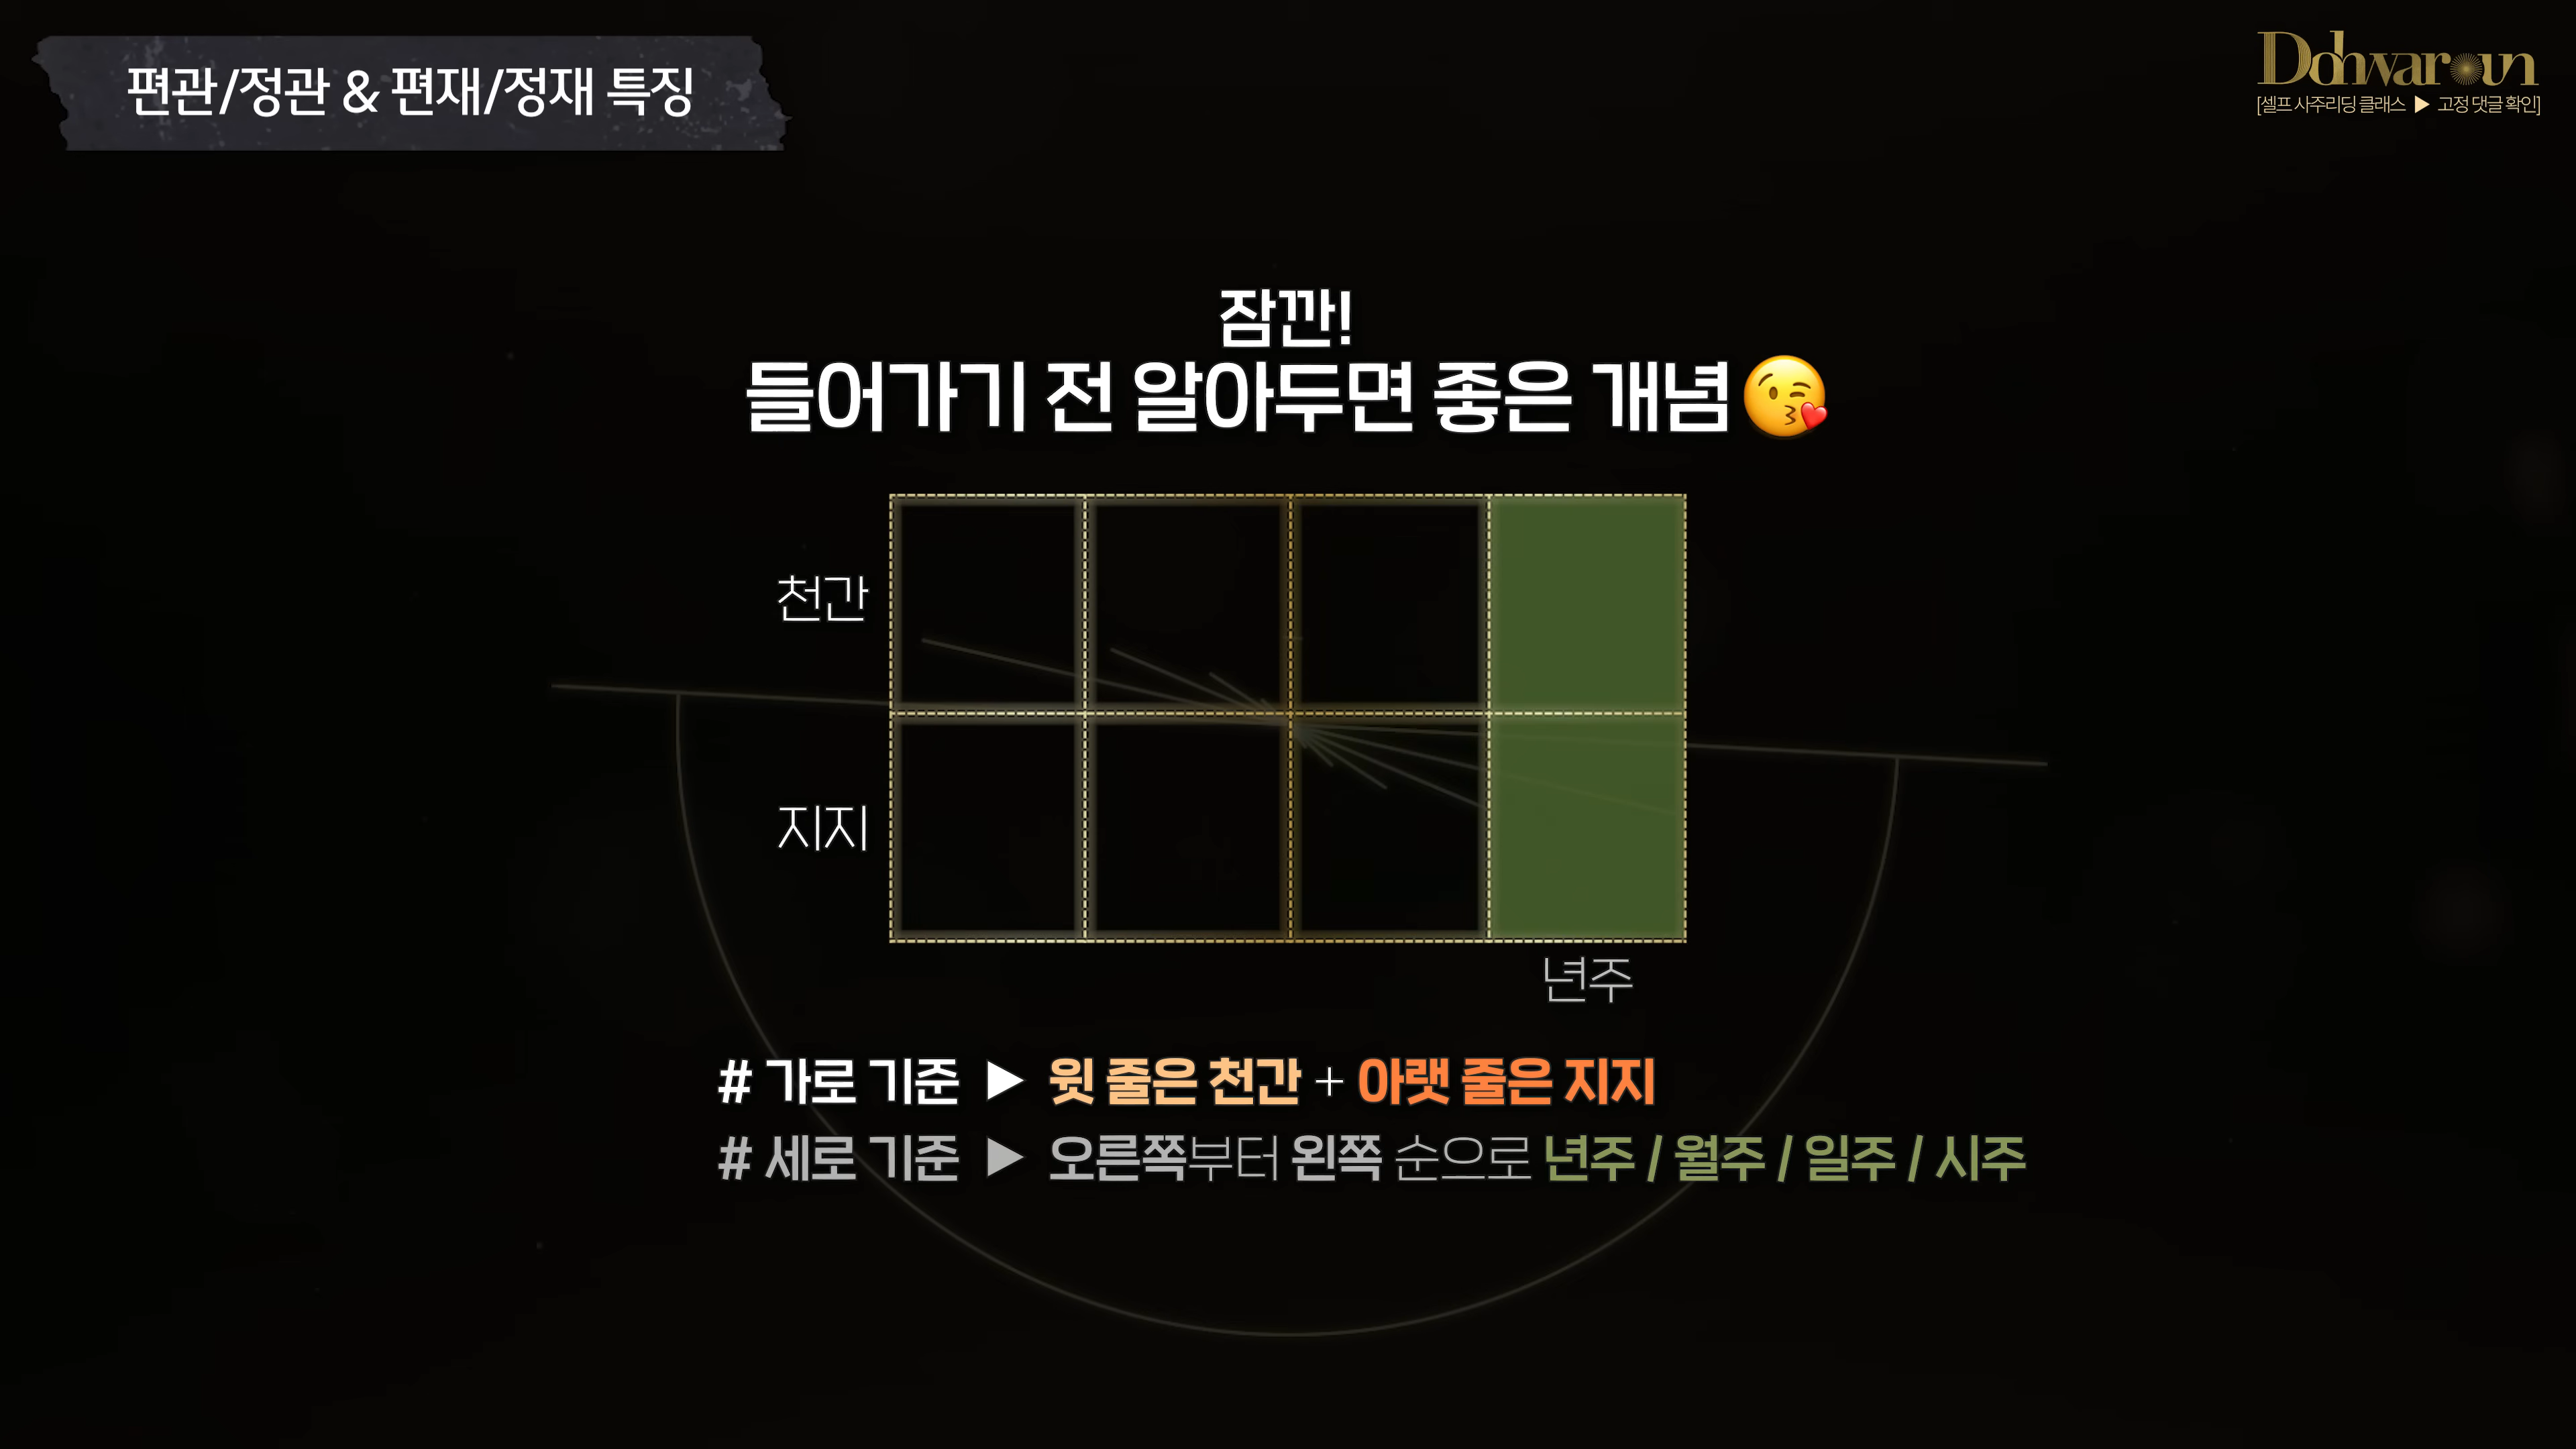 편관/정관 & 편재/정재 특징
Dohwaroun
[셀프 사주리딩 클래스 ▶ 고정 댓글 확인]
잠깐!
들어가기 전 알아두면 좋은 개념 😘
천간
지지
년주
# 가로 기준 ▶ 윗 줄은 천간 + 아랫 줄은 지지
# 세로 기준 ▶ 오른쪽부터 왼쪽 순으로 년주 / 월주 / 일주 / 시주